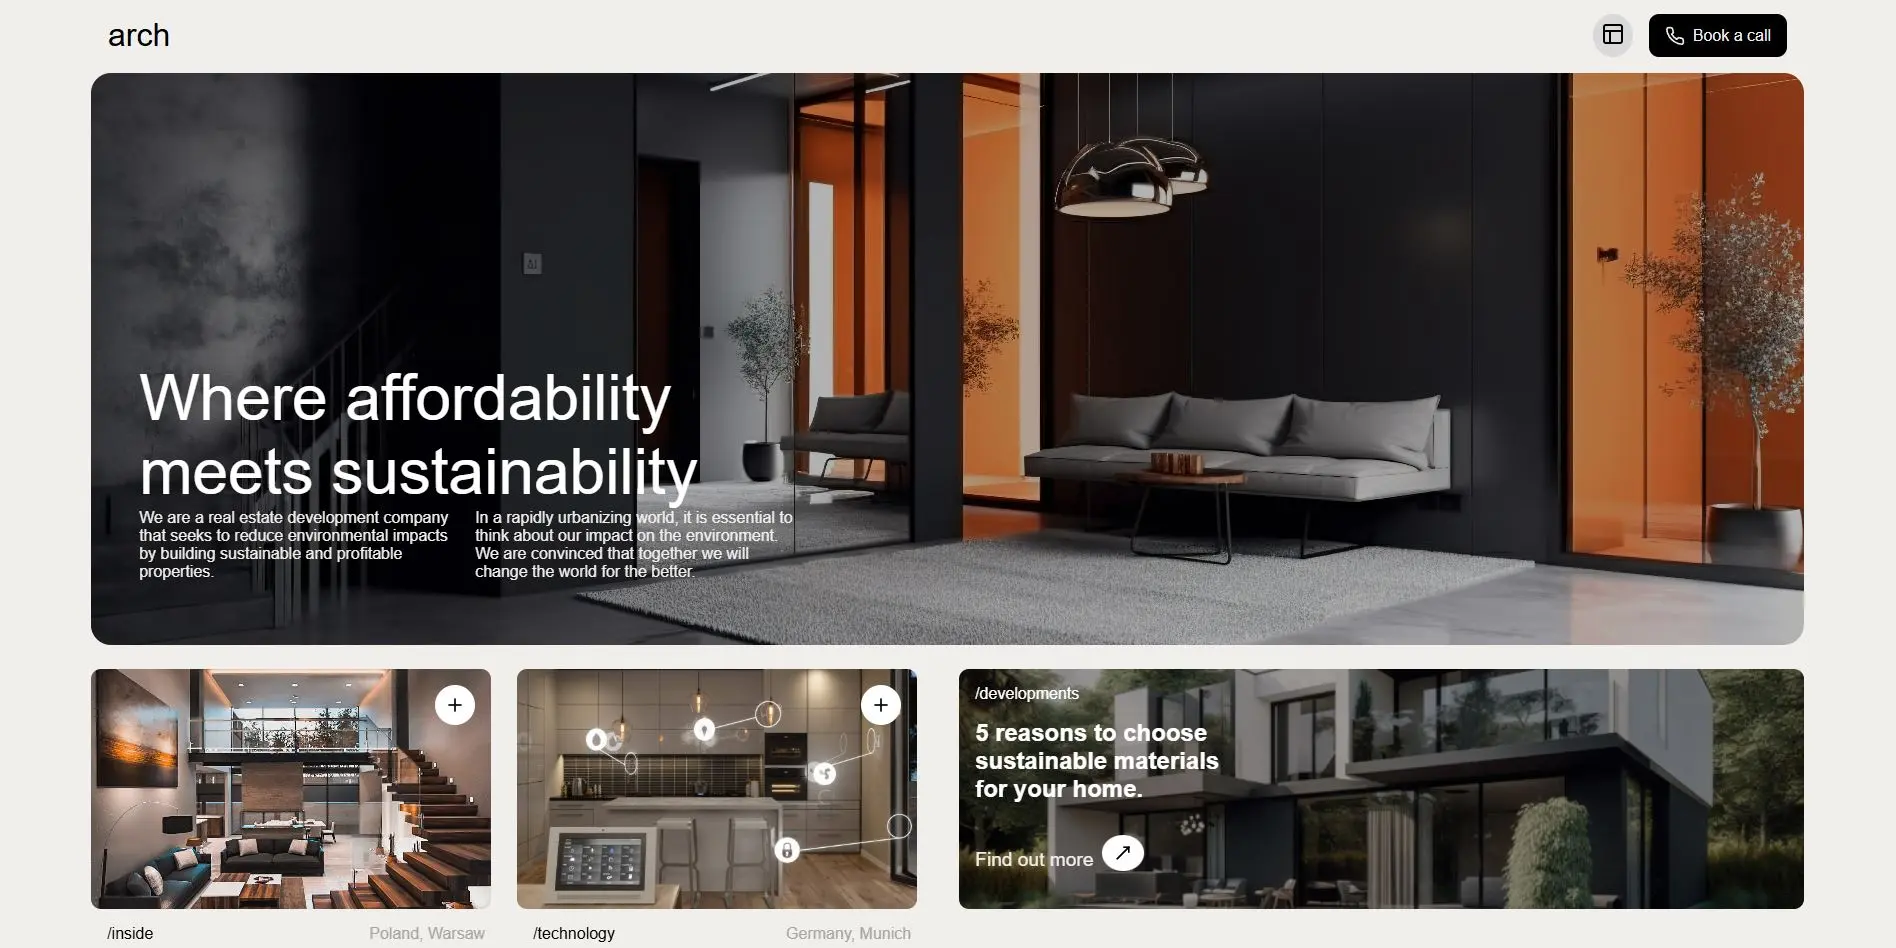 arch
Book a call
Where affordability
meets sustainability
We are a real estate development company
that seeks to reduce environmental impacts
by building sustainable and profitable
properties.
In a rapidly urbanizing world, it is essential to
think about our impact on the environment.
We are convinced that together we will
change the world for the better.
/inside
Poland, Warsaw
/technology
Germany, Munich
/developments
5 reasons to choose
sustainable materials
for your home.
Find out more